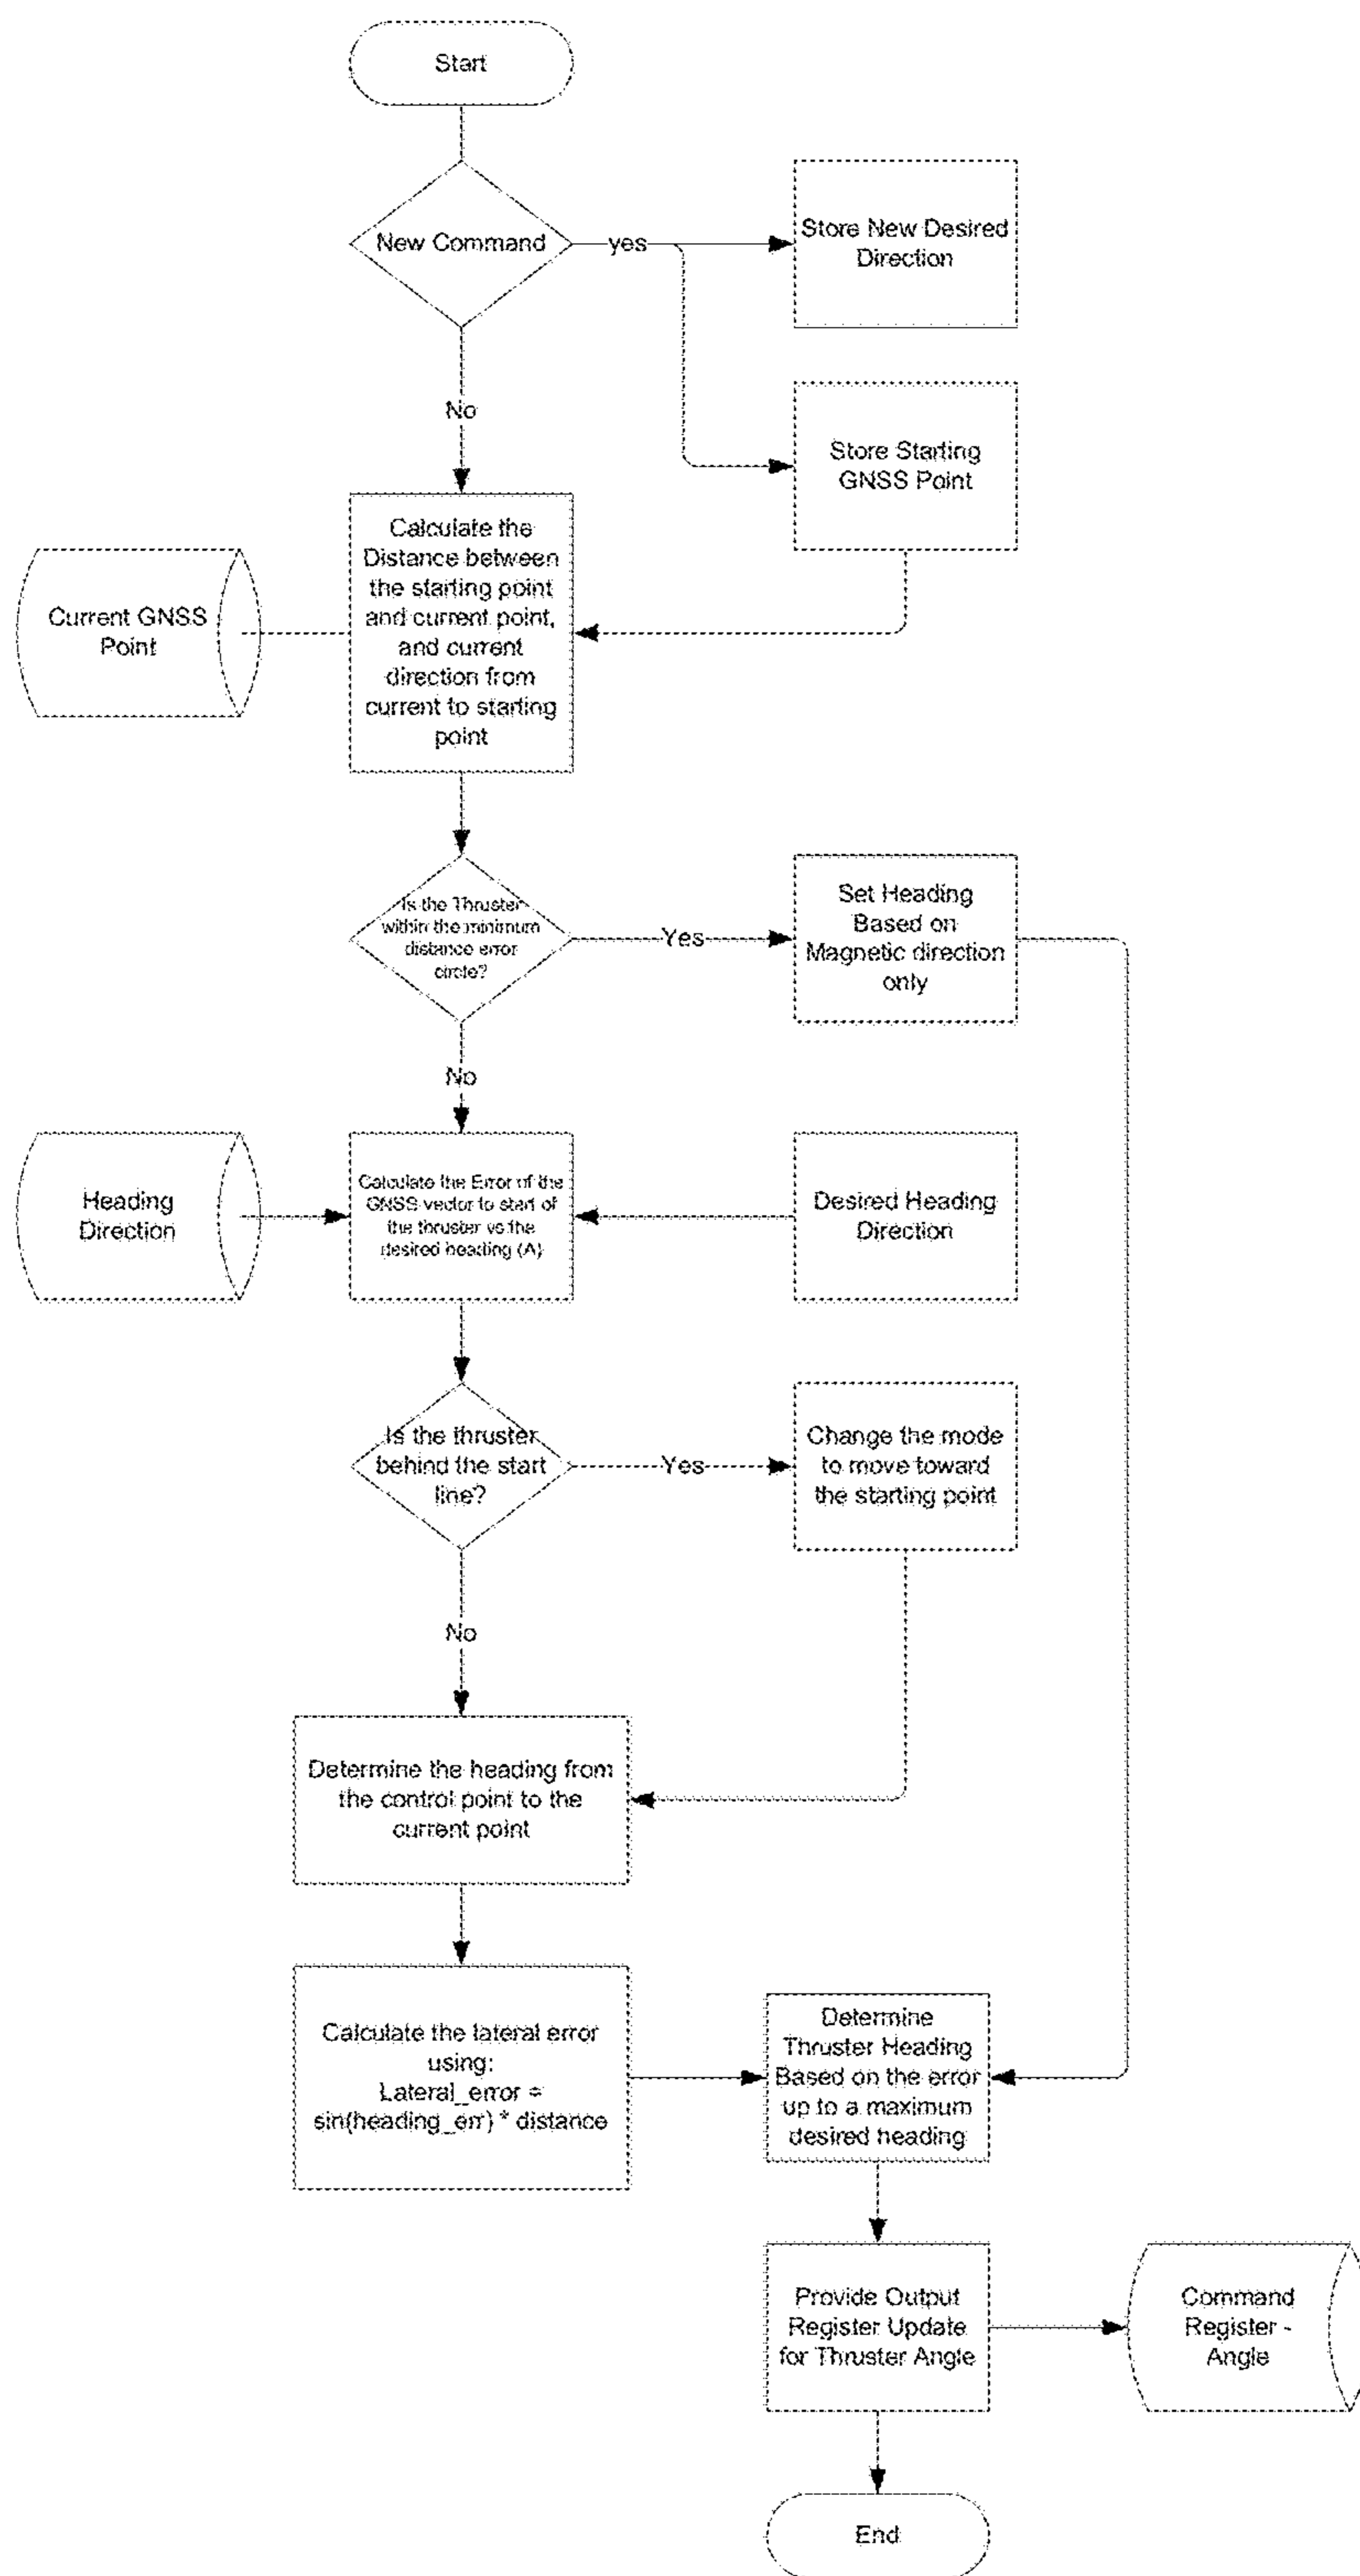 Start
New Command
yes
Store New Desired
Direction
No
Store Starting
GNSS Point
Calculate the
Distance between
the starting point
and current point,
and current
direction from
current to starting
point
Current GNSS
Point
Is the Thruster
within the minimum
distance error
circle?
Yes
Set Heading
Based on
Magnetic direction
only
No
Heading
Direction
Calculate the Error of the
GNSS vector to start of
the thruster vs the
desired heading (A)
Desired Heading
Direction
Is the thruster
behind the start
line?
Yes
Change the mode
to move toward
the starting point
No
Determine the heading from
the control point to the
current point
Calculate the lateral error
using:
Lateral_error =
sin(heading_err) * distance
Determine
Thruster Heading
Based on the error
up to a maximum
desired heading
Provide Output
Register Update
for Thruster Angle
Command
Register -
Angle
End